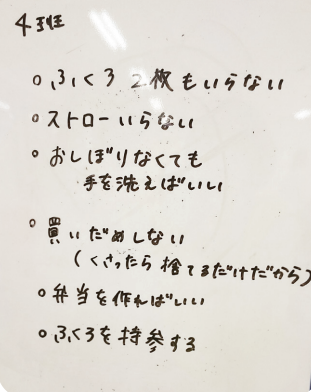 4班
○ ふくろ 2枚もいらない
○ ストローいらない
○ おしぼりなくても
手を洗えばいい
○ 買いだめしない
(くさったら捨てるだけだから)
○ 弁当を作ればいい
○ ふくろを持参する